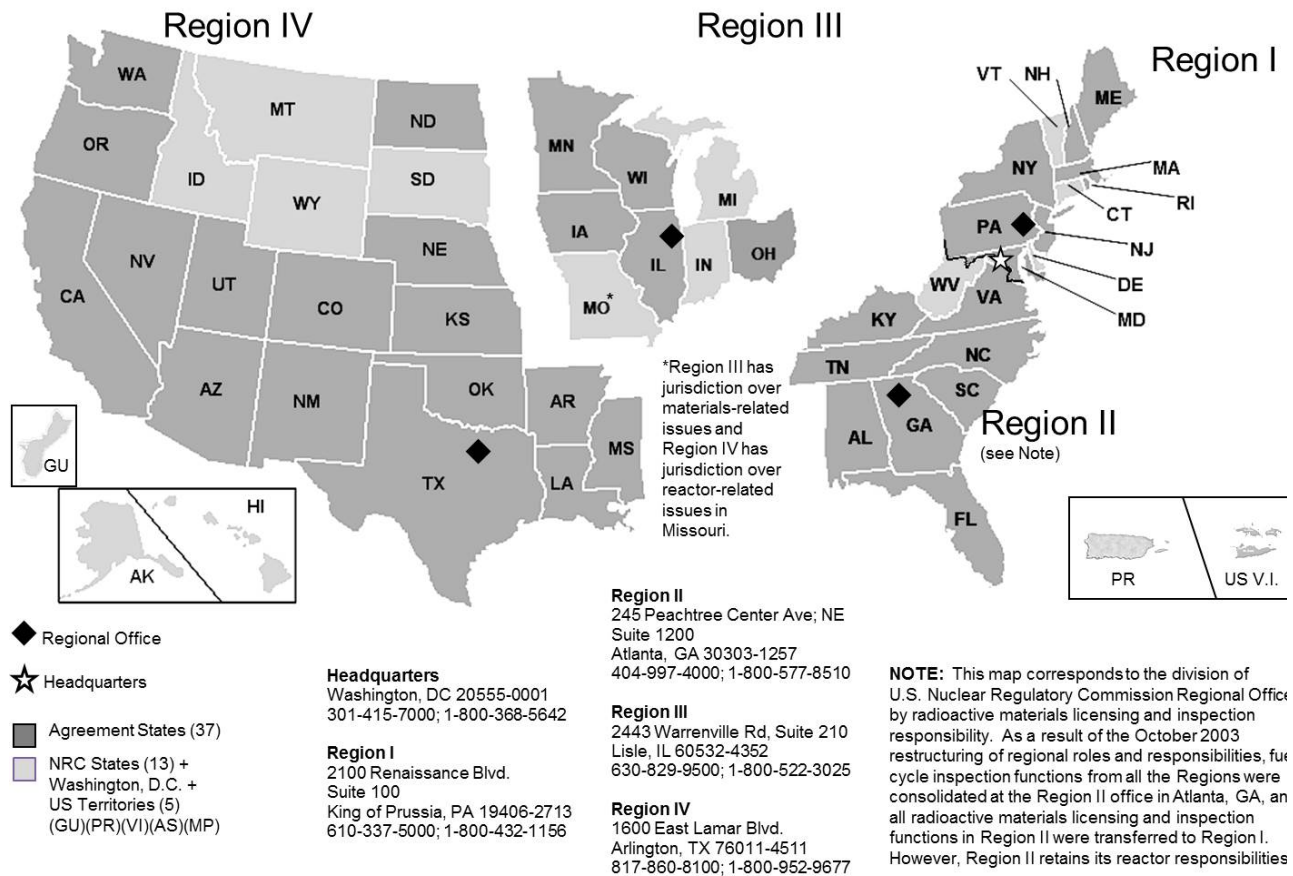 Region IV
Region III
Region I
WA
MT
ND
OR
ID
SD
WY
NE
NV
UT
CO
KS
CA
AZ
NM
OK
TX
AR
LA
MS
GU
HI
AK
MN
WI
MI
IA
IL
IN
OH
MO*
*Region III has
jurisdiction over
materials-related
issues and
Region IV has
jurisdiction over
reactor-related
issues in
Missouri.
VT
NH
ME
NY
MA
RI
CT
PA
NJ
DE
MD
WV
VA
KY
NC
TN
SC
AL
GA
FL
Region II
(see Note)
PR
US V.I.
Regional Office
Headquarters
Agreement States (37)
NRC States (13) +
Washington, D.C. +
US Territories (5)
(GU)(PR)(VI)(AS)(MP)
Headquarters
Washington, DC 20555-0001
301-415-7000; 1-800-368-5642
Region I
2100 Renaissance Blvd.
Suite 100
King of Prussia, PA 19406-2713
610-337-5000; 1-800-432-1156
Region II
245 Peachtree Center Ave; NE
Suite 1200
Atlanta, GA 30303-1257
404-997-4000; 1-800-577-8510
Region III
2443 Warrenville Rd, Suite 210
Lisle, IL 60532-4352
630-829-9500; 1-800-522-3025
Region IV
1600 East Lamar Blvd.
Arlington, TX 76011-4511
817-860-8100; 1-800-952-9677
NOTE: This map corresponds to the division of
U.S. Nuclear Regulatory Commission Regional Office
by radioactive materials licensing and inspection
responsibility. As a result of the October 2003
restructuring of regional roles and responsibilities, fue
cycle inspection functions from all the Regions were
consolidated at the Region II office in Atlanta, GA, an
all radioactive materials licensing and inspection
functions in Region II were transferred to Region I.
However, Region II retains its reactor responsibilities